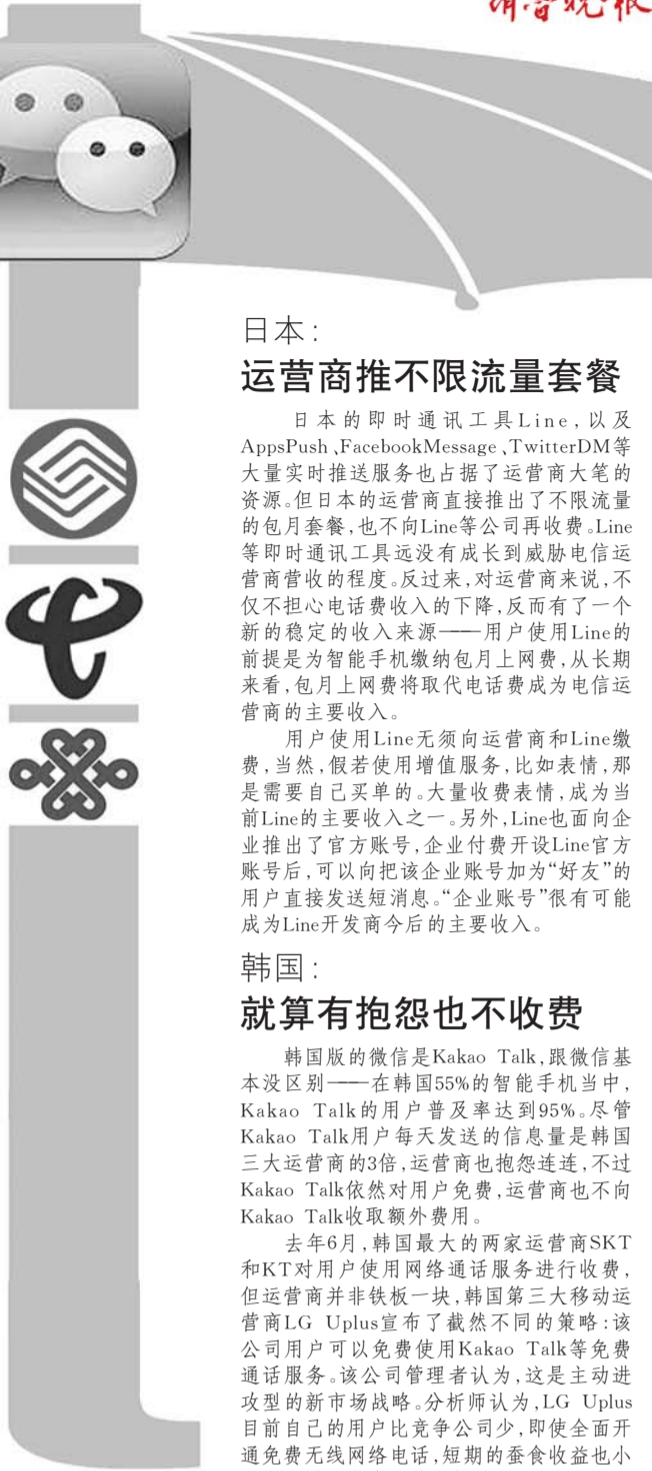 日本：
运营商推不限流量套餐
日本的即时通讯工具Line，以及
AppsPush、FacebookMessage、TwitterDM等
大量实时推送服务也占据了运营商大笔的
资源。但日本的运营商直接推出了不限流量
的包月套餐，也不向Line等公司再收费。Line
等即时通讯工具远没有成长到威胁电信运
营商营收的程度。反过来，对运营商来说，不
仅不担心电话费收入的下降，反而有了一个
新的稳定的收入来源——用户使用Line的
前提是为智能手机缴纳包月上网费，从长期
来看，包月上网费将取代电话费成为电信运
营商的主要收入。
用户使用Line无须向运营商和Line缴
费，当然，假若使用增值服务，比如表情，那
是需要自己买单的。大量收费表情，成为当
前Line的主要收入之一。另外，Line也面向企
业推出了官方账号，企业付费开设Line官方
账号后，可以向把该企业账号加为“好友”的
用户直接发送短消息。“企业账号”很有可能
成为Line开发商今后的主要收入。
韩国：
就算有抱怨也不收费
韩国版的微信是Kakao Talk，跟微信基
本没区别——在韩国55%的智能手机当中，
Kakao Talk的用户普及率达到95%。尽管
Kakao Talk用户每天发送的信息量是韩国
三大运营商的3倍，运营商也抱怨连连，不过
Kakao Talk依然对用户免费，运营商也不向
Kakao Talk收取额外费用。
去年6月，韩国最大的两家运营商SKT
和KT对用户使用网络通话服务进行收费，
但运营商并非铁板一块，韩国第三大移动运
营商LG Uplus宣布了截然不同的策略：该
公司用户可以免费使用Kakao Talk等免费
通话服务。该公司管理者认为，这是主动进
攻型的新市场战略。分析师认为，LG Uplus
目前自己的用户比竞争公司少，即使全面开
通免费无线网络电话，短期的蚕食收益也小